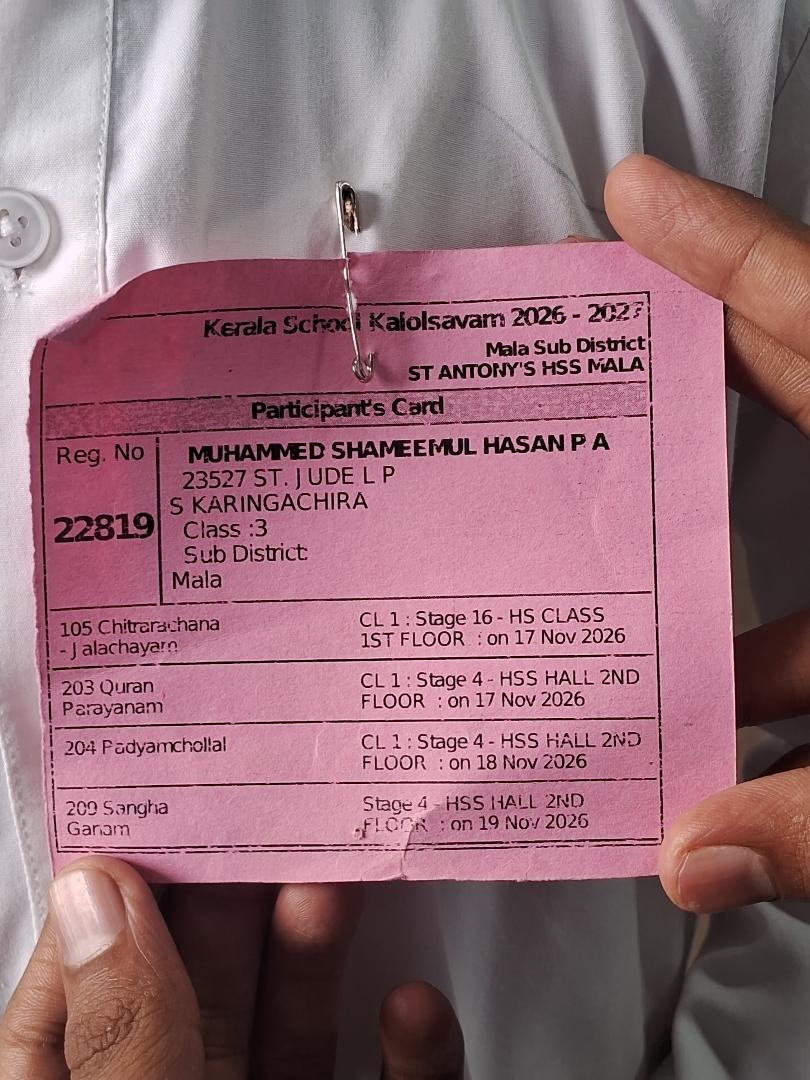 Kerala School Kalolsavam 2026 - 2027
Mala Sub District
ST ANTONY'S HSS MALA
Participant's Card
Reg. No
22819
MUHAMMED SHAMEEMUL HASAN P A
23527 ST. JUDE L P
S KARINGACHIRA
Class :3
Sub District:
Mala
105 Chitrarachana
- Jalachayam
CL 1 : Stage 16 - HS CLASS
1ST FLOOR : on 17 Nov 2026
203 Quran
Parayanam
CL 1 : Stage 4 - HSS HALL 2ND
FLOOR : on 17 Nov 2026
204 Padyamchollal
CL 1 : Stage 4 - HSS HALL 2ND
FLOOR : on 18 Nov 2026
209 Sangha
Ganam
Stage 4 - HSS HALL 2ND
FLOOR : on 19 Nov 2026